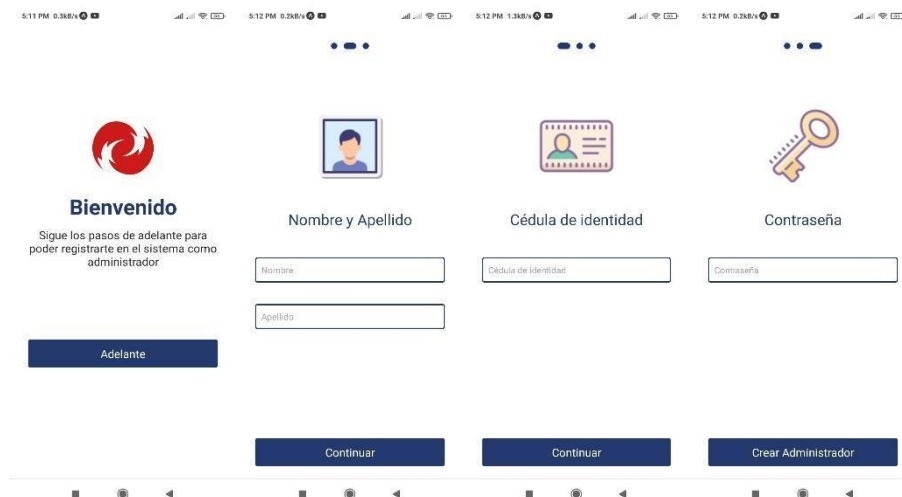 5:11 PM 0.3kB/s
Bienvenido
Sigue los pasos de adelante para
poder registrarte en el sistema como
administrador
Adelante
5:12 PM 0.2kB/s
Nombre y Apellido
Nombre
Apellido
Continuar
5:12 PM 1.3kB/s
Cédula de identidad
Cédula de identidad
Continuar
5:12 PM 0.2kB/s
Contraseña
Contraseña
Crear Administrador